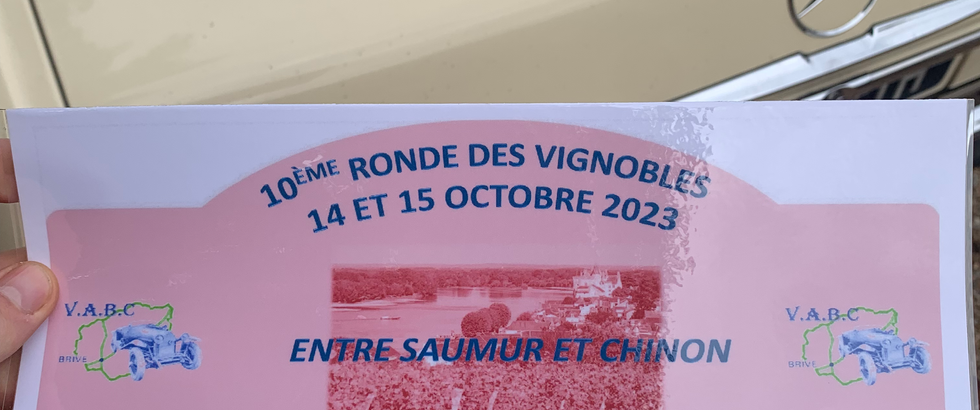 10ÈME RONDE DES VIGNOBLES
14 ET 15 OCTOBRE 2023
V.A.B.C
BRIVE
V.A.B.C
BRIVE
ENTRE SAUMUR ET CHINON